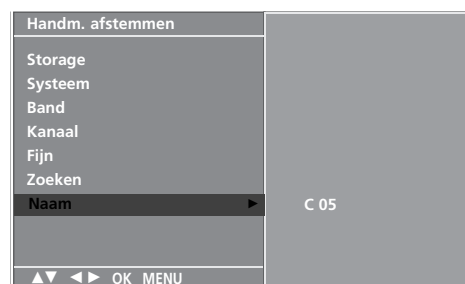 Handm. afstemmen
Storage
Systeem
Band
Kanaal
Fijn
Zoeken
Naam ► C 05
▲▼ ◄► OK MENU